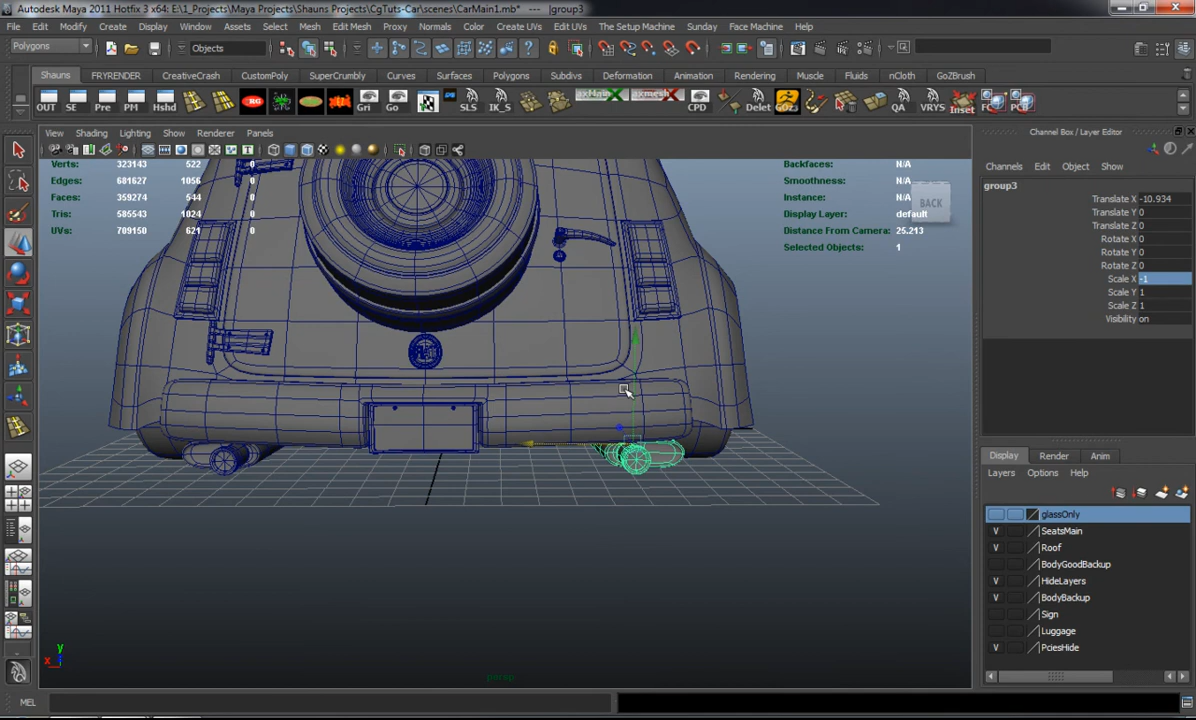 Autodesk Maya 2011 Hotfix 3 x64: E:\1_Projects\Maya Projects\Shauns Projects\CgTuts-Car\scenes\CarMain1.mb* --- |group3
File Edit Modify Create Display Window Assets Select Mesh Edit Mesh Proxy Normals Color Create UVs Edit UVs The Setup Machine Sunday Face Machine Help
Polygons Objects
Shauns FRYRENDER CreativeCrash CustomPoly SuperCrumbly Curves Surfaces Polygons Subdivs Deformation Animation Rendering Muscle Fluids nCloth GoZBrush
OUT SE Pre PM Hshd RG Gri Go SLS IK_S axMain axmesh CPD Delet GOz3 QA VRYS Inset FC PCB
View Shading Lighting Show Renderer Panels
Channel Box / Layer Editor
Channels Edit Object Show
Verts: 323143 522 0 Backfaces: N/A
Edges: 681627 1056 0 Smoothness: N/A
Faces: 359274 544 0 Instance: N/A
Tris: 585543 1024 0 Display Layer: default
UVs: 709150 621 0 Distance From Camera: 25.213
Selected Objects: 1
BACK
group3
Translate X -10.934
Translate Y 0
Translate Z 0
Rotate X 0
Rotate Y 0
Rotate Z 0
Scale X -1
Scale Y 1
Scale Z 1
Visibility on
Display Render Anim
Layers Options Help
glassOnly
V SeatsMain
V Roof
BodyGoodBackup
V HideLayers
V BodyBackup
Sign
Luggage
V PciesHide
y
x z
persp
MEL